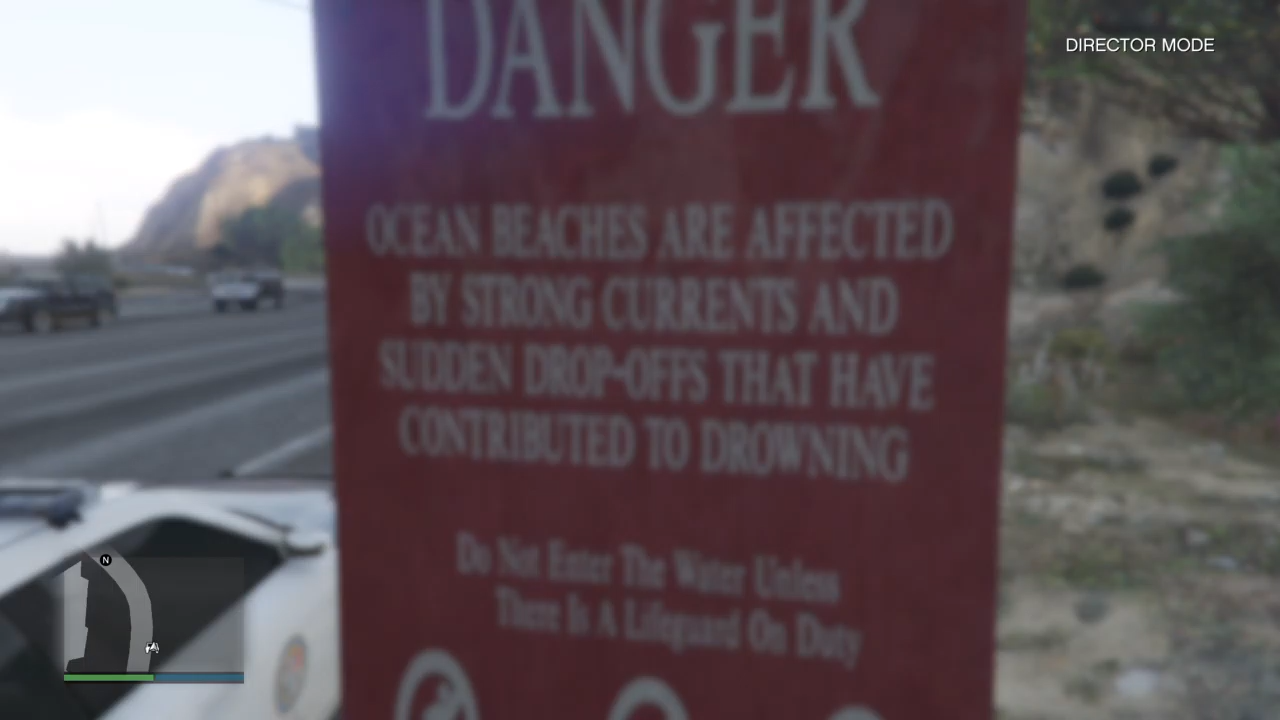 DIRECTOR MODE
DANGER
OCEAN BEACHES ARE AFFECTED
BY STRONG CURRENTS AND
SUDDEN DROP-OFFS THAT HAVE
CONTRIBUTED TO DROWNING
Do Not Enter The Water Unless
There Is A Lifeguard On Duty
N